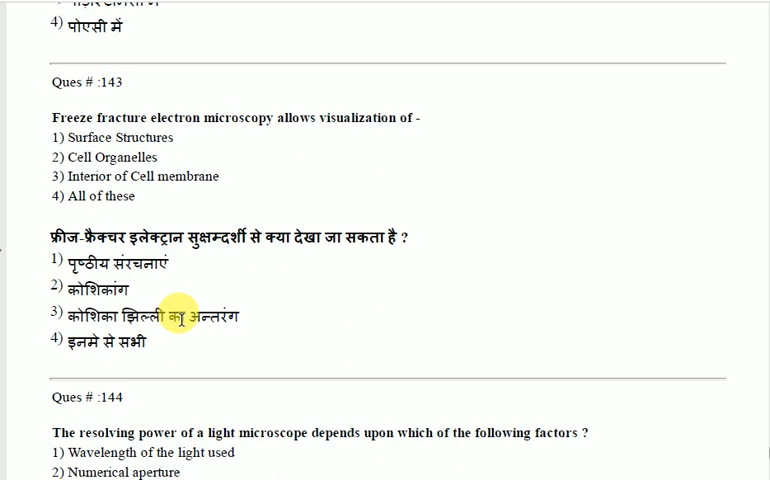 4) पोएसी में
Ques # :143
Freeze fracture electron microscopy allows visualization of -
1) Surface Structures
2) Cell Organelles
3) Interior of Cell membrane
4) All of these
फ्रीज-फ्रैक्चर इलेक्ट्रान सुक्षम्दर्शी से क्या देखा जा सकता है ?
1) पृष्ठीय संरचनाएं
2) कोशिकांग
3) कोशिका झिल्ली का अन्तरंग
4) इनमे से सभी
Ques # :144
The resolving power of a light microscope depends upon which of the following factors ?
1) Wavelength of the light used
2) Numerical aperture